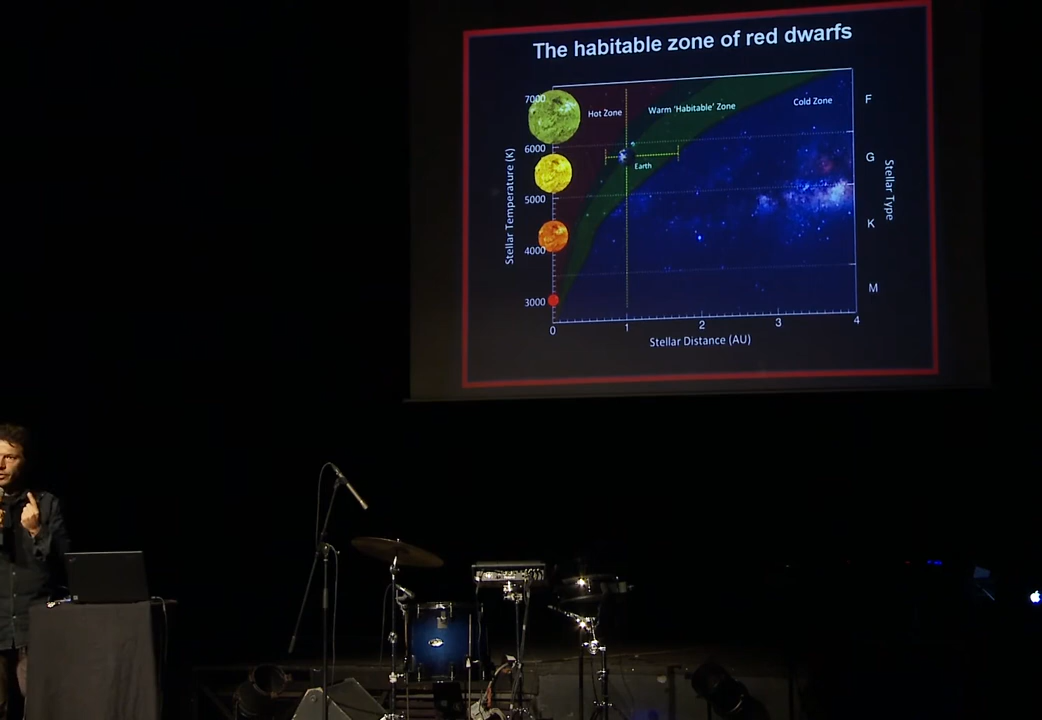 The habitable zone of red dwarfs
7000
Hot Zone
Warm 'Habitable' Zone
Cold Zone
F
6000
Earth
G
5000
4000
K
3000
M
Stellar Temperature (K)
Stellar Type
0
1
2
3
4
Stellar Distance (AU)